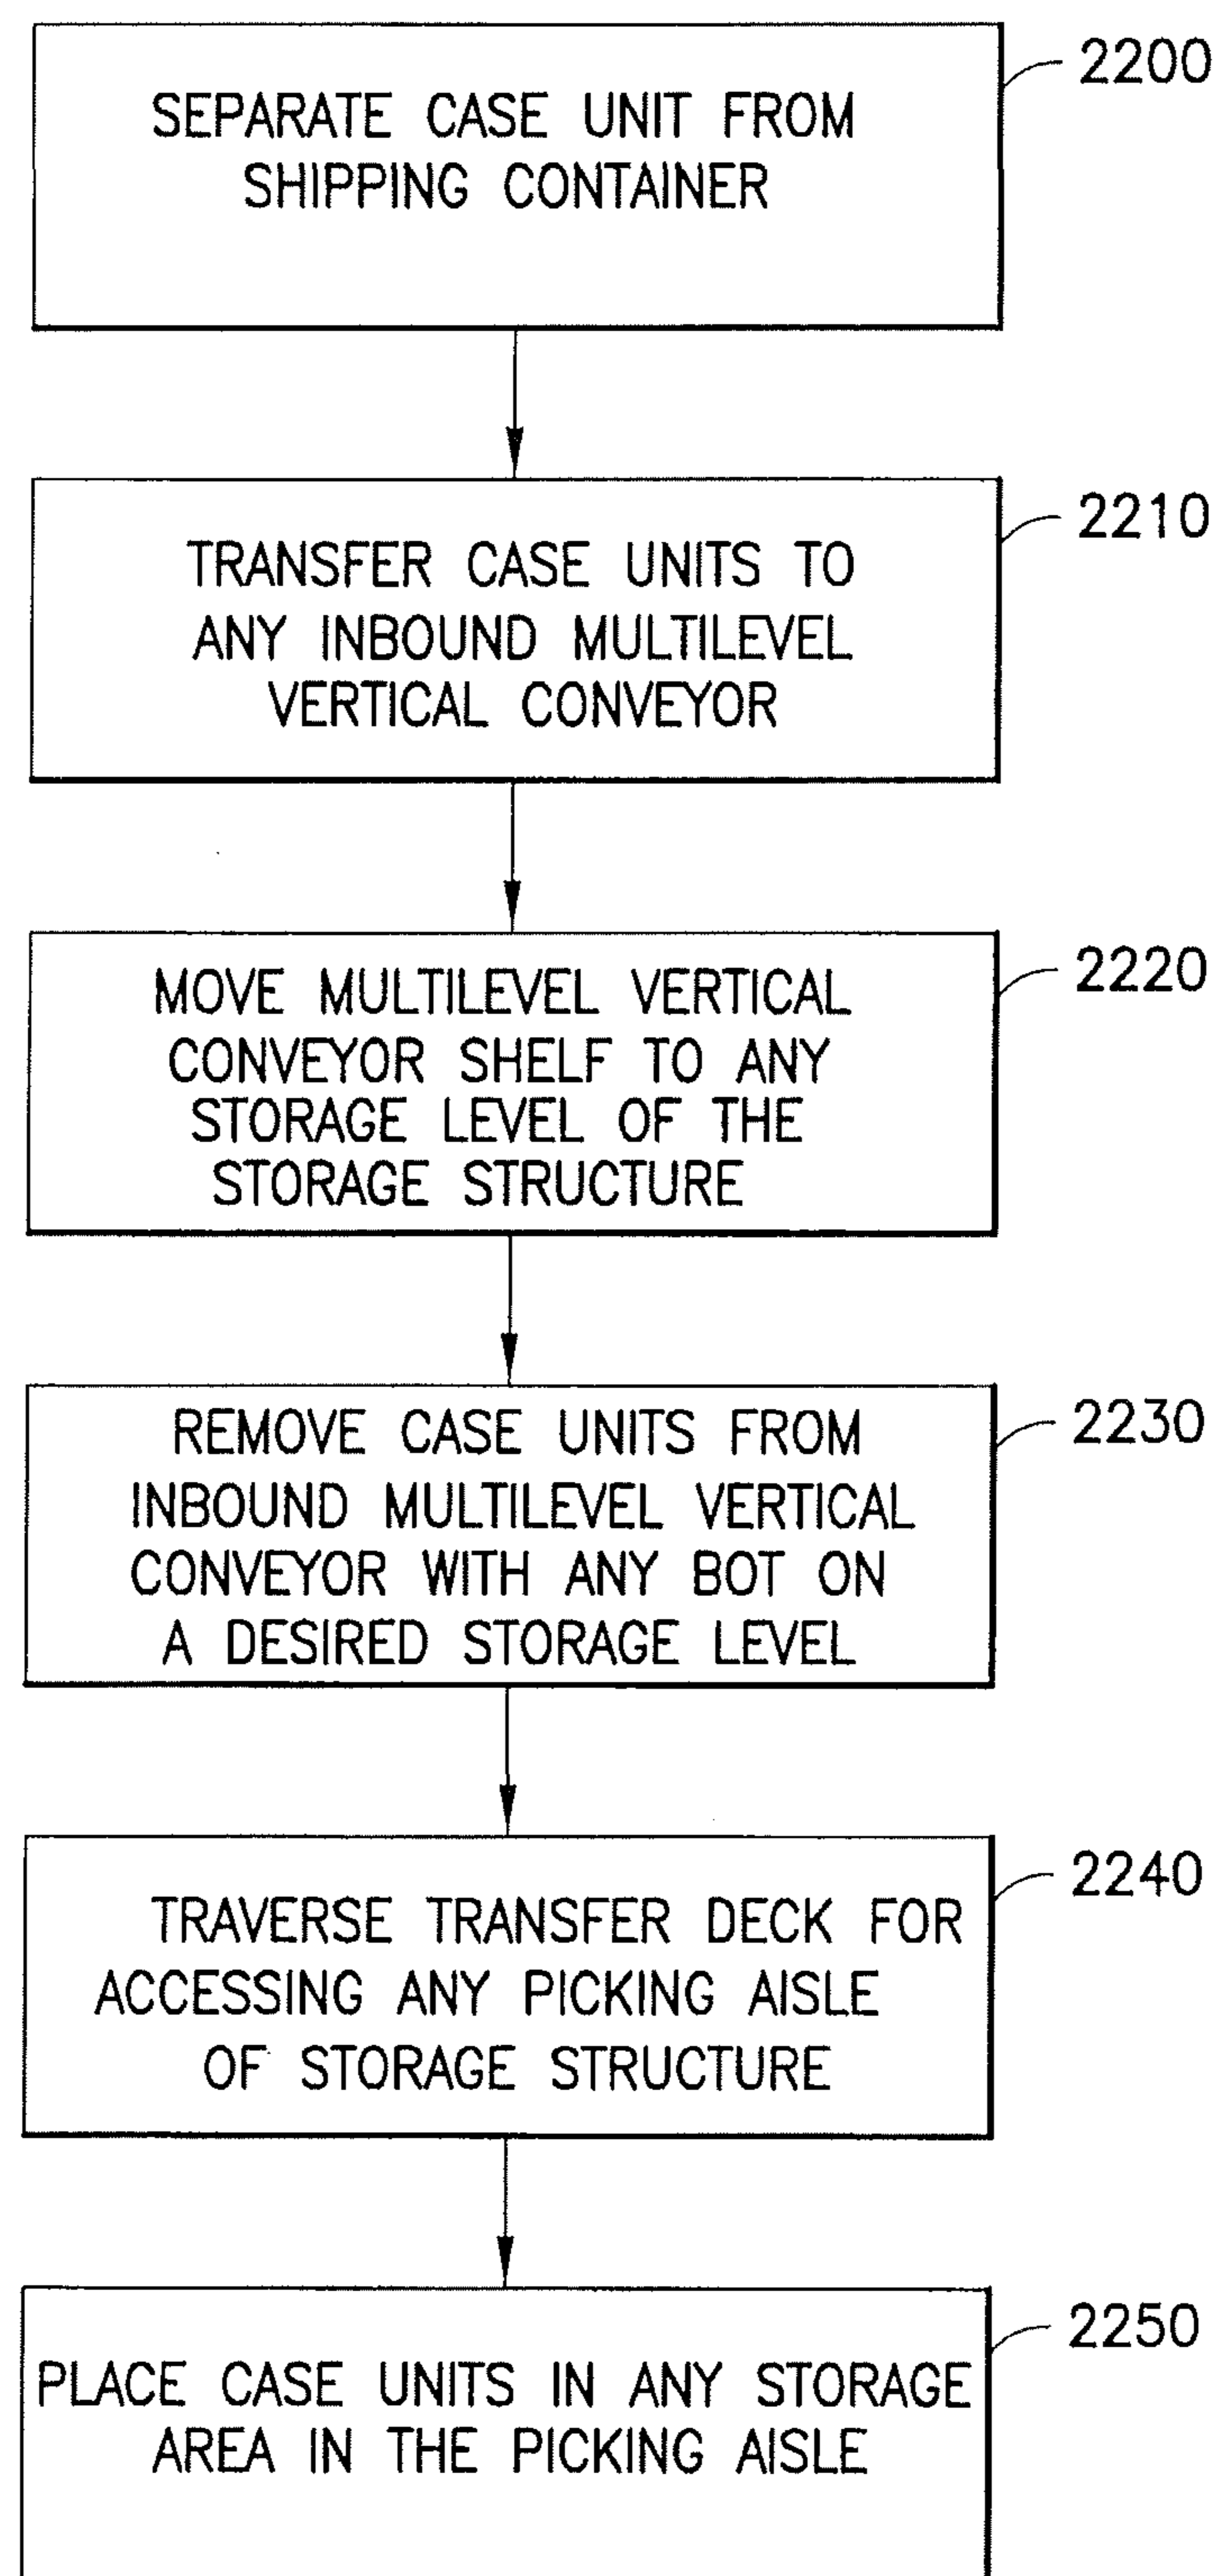 SEPARATE CASE UNIT FROM
SHIPPING CONTAINER
2200
TRANSFER CASE UNITS TO
ANY INBOUND MULTILEVEL
VERTICAL CONVEYOR
2210
MOVE MULTILEVEL VERTICAL
CONVEYOR SHELF TO ANY
STORAGE LEVEL OF THE
STORAGE STRUCTURE
2220
REMOVE CASE UNITS FROM
INBOUND MULTILEVEL VERTICAL
CONVEYOR WITH ANY BOT ON
A DESIRED STORAGE LEVEL
2230
TRAVERSE TRANSFER DECK FOR
ACCESSING ANY PICKING AISLE
OF STORAGE STRUCTURE
2240
PLACE CASE UNITS IN ANY STORAGE
AREA IN THE PICKING AISLE
2250